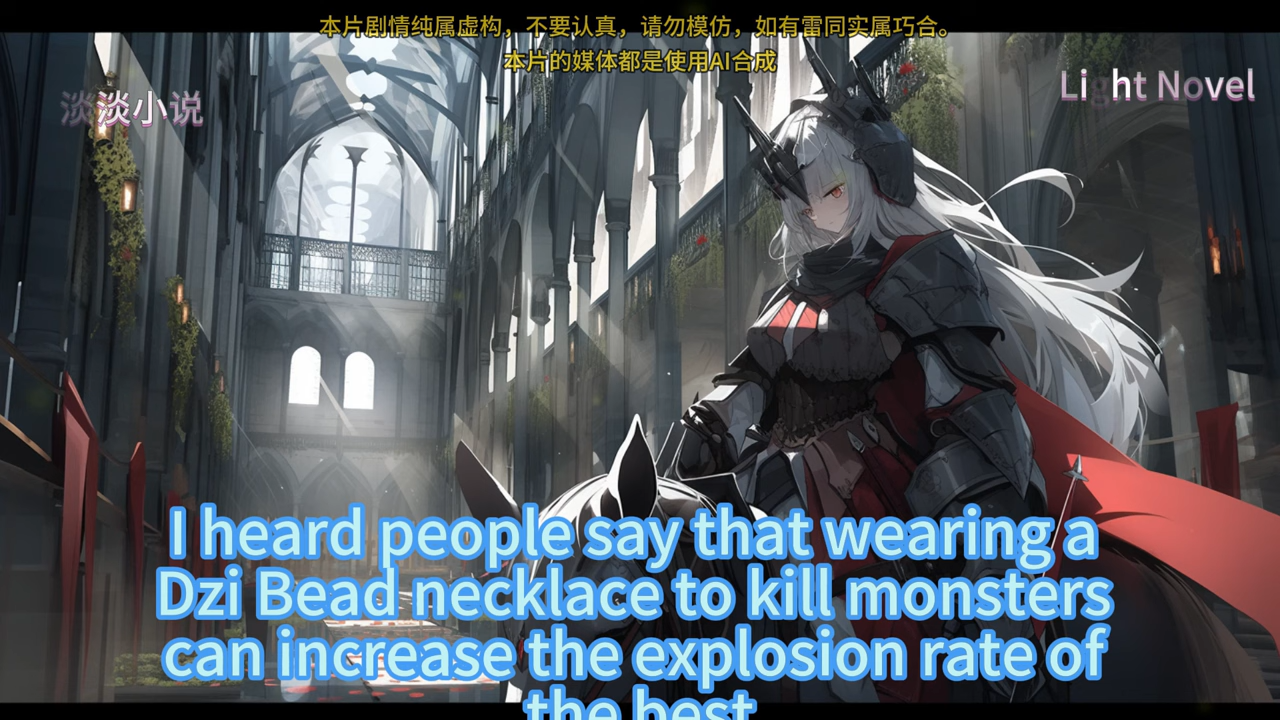 本片剧情纯属虚构，不要认真，请勿模仿，如有雷同实属巧合。
本片的媒体都是使用AI合成
淡淡小说
Light Novel
I heard people say that wearing a
Dzi Bead necklace to kill monsters
can increase the explosion rate of
the best